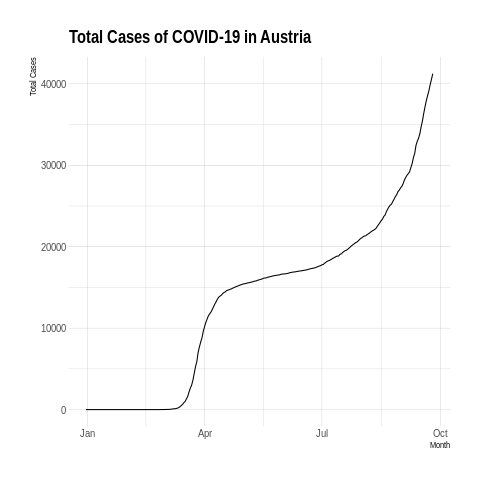 Total Cases of COVID-19 in Austria
Total Cases
40000
30000
20000
10000
0
Jan Apr Jul Oct
Month